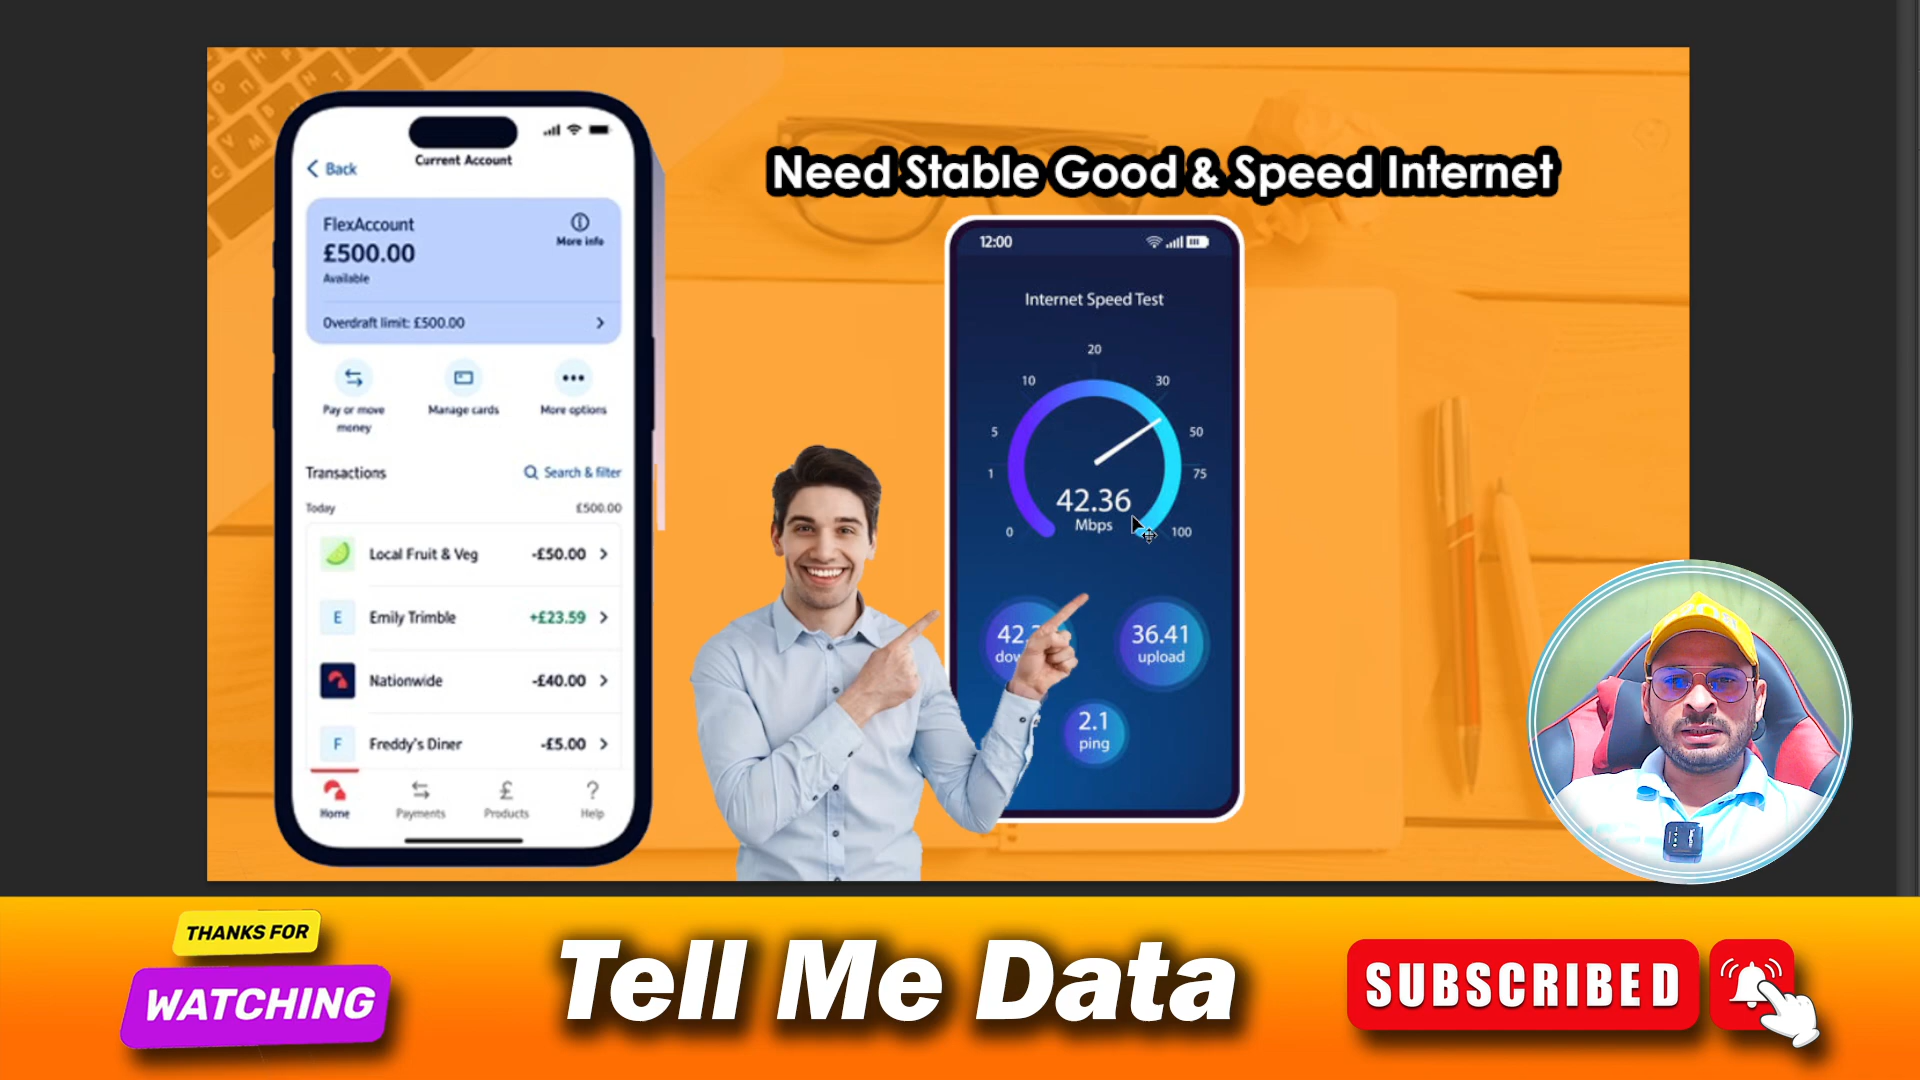 Need Stable Good & Speed Internet
Back
Current Account
FlexAccount
£500.00
Available
More info
Overdraft limit: £500.00
Pay or move
money
Manage cards
More options
Transactions
Search & filter
Today
£500.00
Local Fruit & Veg
-£50.00
E
Emily Trimble
+£23.59
Nationwide
-£40.00
F
Freddy's Diner
-£5.00
Home
Payments
£
Products
?
Help
12:00
Internet Speed Test
20
10
30
5
50
1
75
0
100
42.36
Mbps
36.41
upload
2.1
ping
THANKS FOR
WATCHING
Tell Me Data
SUBSCRIBED